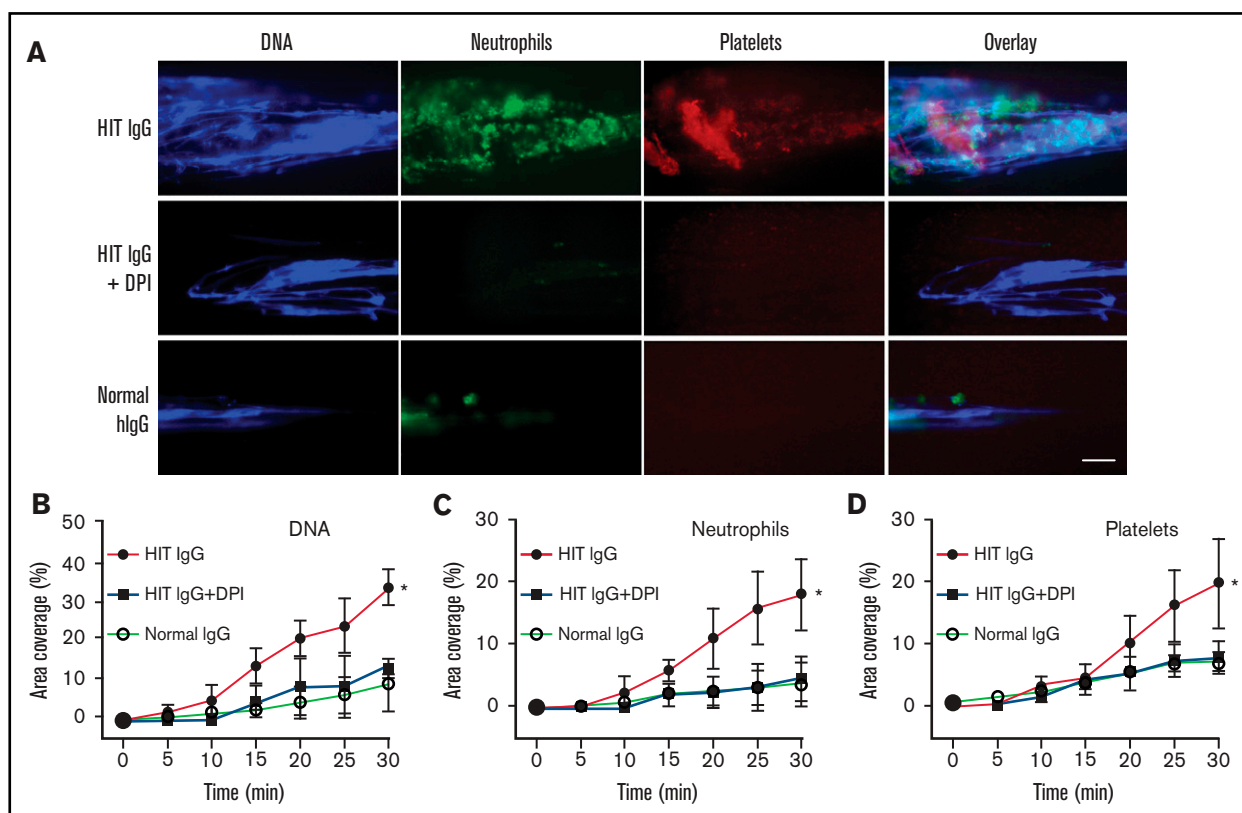 A
DNA
Neutrophils
Platelets
Overlay
HIT IgG
HIT IgG
+ DPI
Normal
hIgG
B
DNA
Area coverage (%)
50
40
30
20
10
0
HIT IgG
HIT IgG+DPI
Normal IgG
*
0 5 10 15 20 25 30
Time (min)
C
Neutrophils
Area coverage (%)
30
20
10
0
HIT IgG
HIT IgG+DPI
Normal IgG
*
0 5 10 15 20 25 30
Time (min)
D
Platelets
Area coverage (%)
30
20
10
0
HIT IgG
HIT IgG+DPI
Normal IgG
*
0 5 10 15 20 25 30
Time (min)